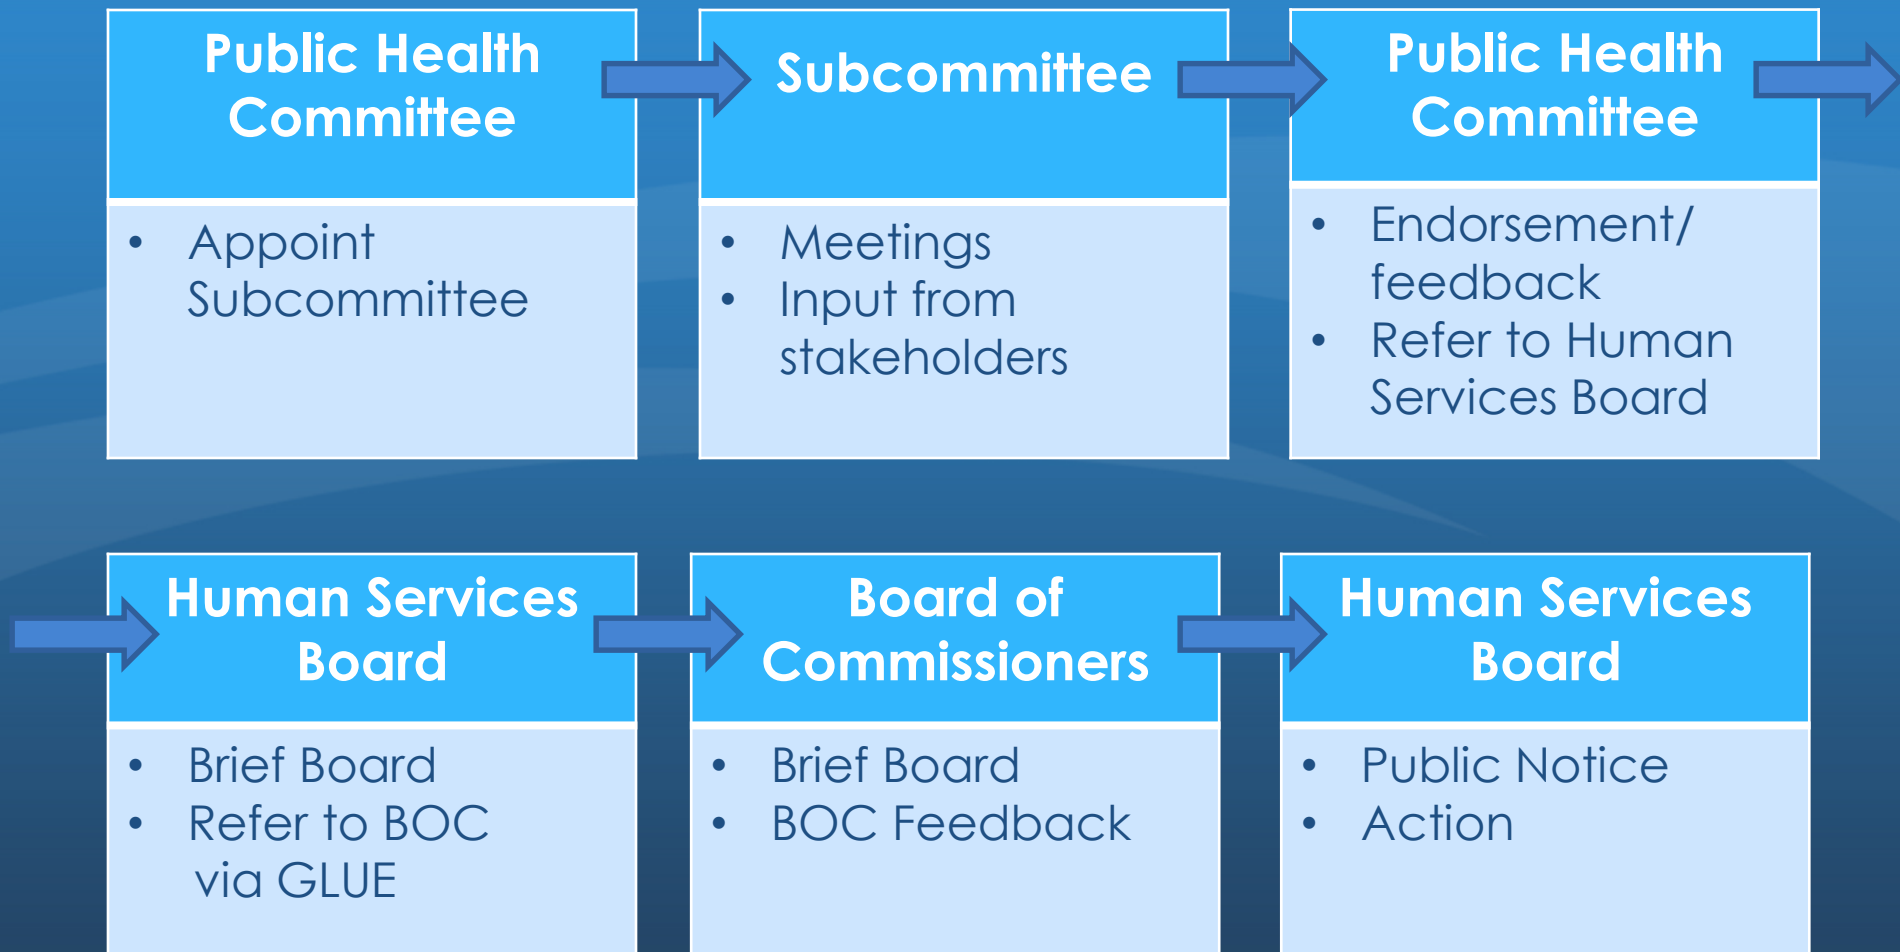 Public Health
Committee
• Appoint
Subcommittee
Subcommittee
• Meetings
• Input from
stakeholders
Public Health
Committee
• Endorsement/
feedback
• Refer to Human
Services Board
Human Services
Board
• Brief Board
• Refer to BOC
via GLUE
Board of
Commissioners
• Brief Board
• BOC Feedback
Human Services
Board
• Public Notice
• Action